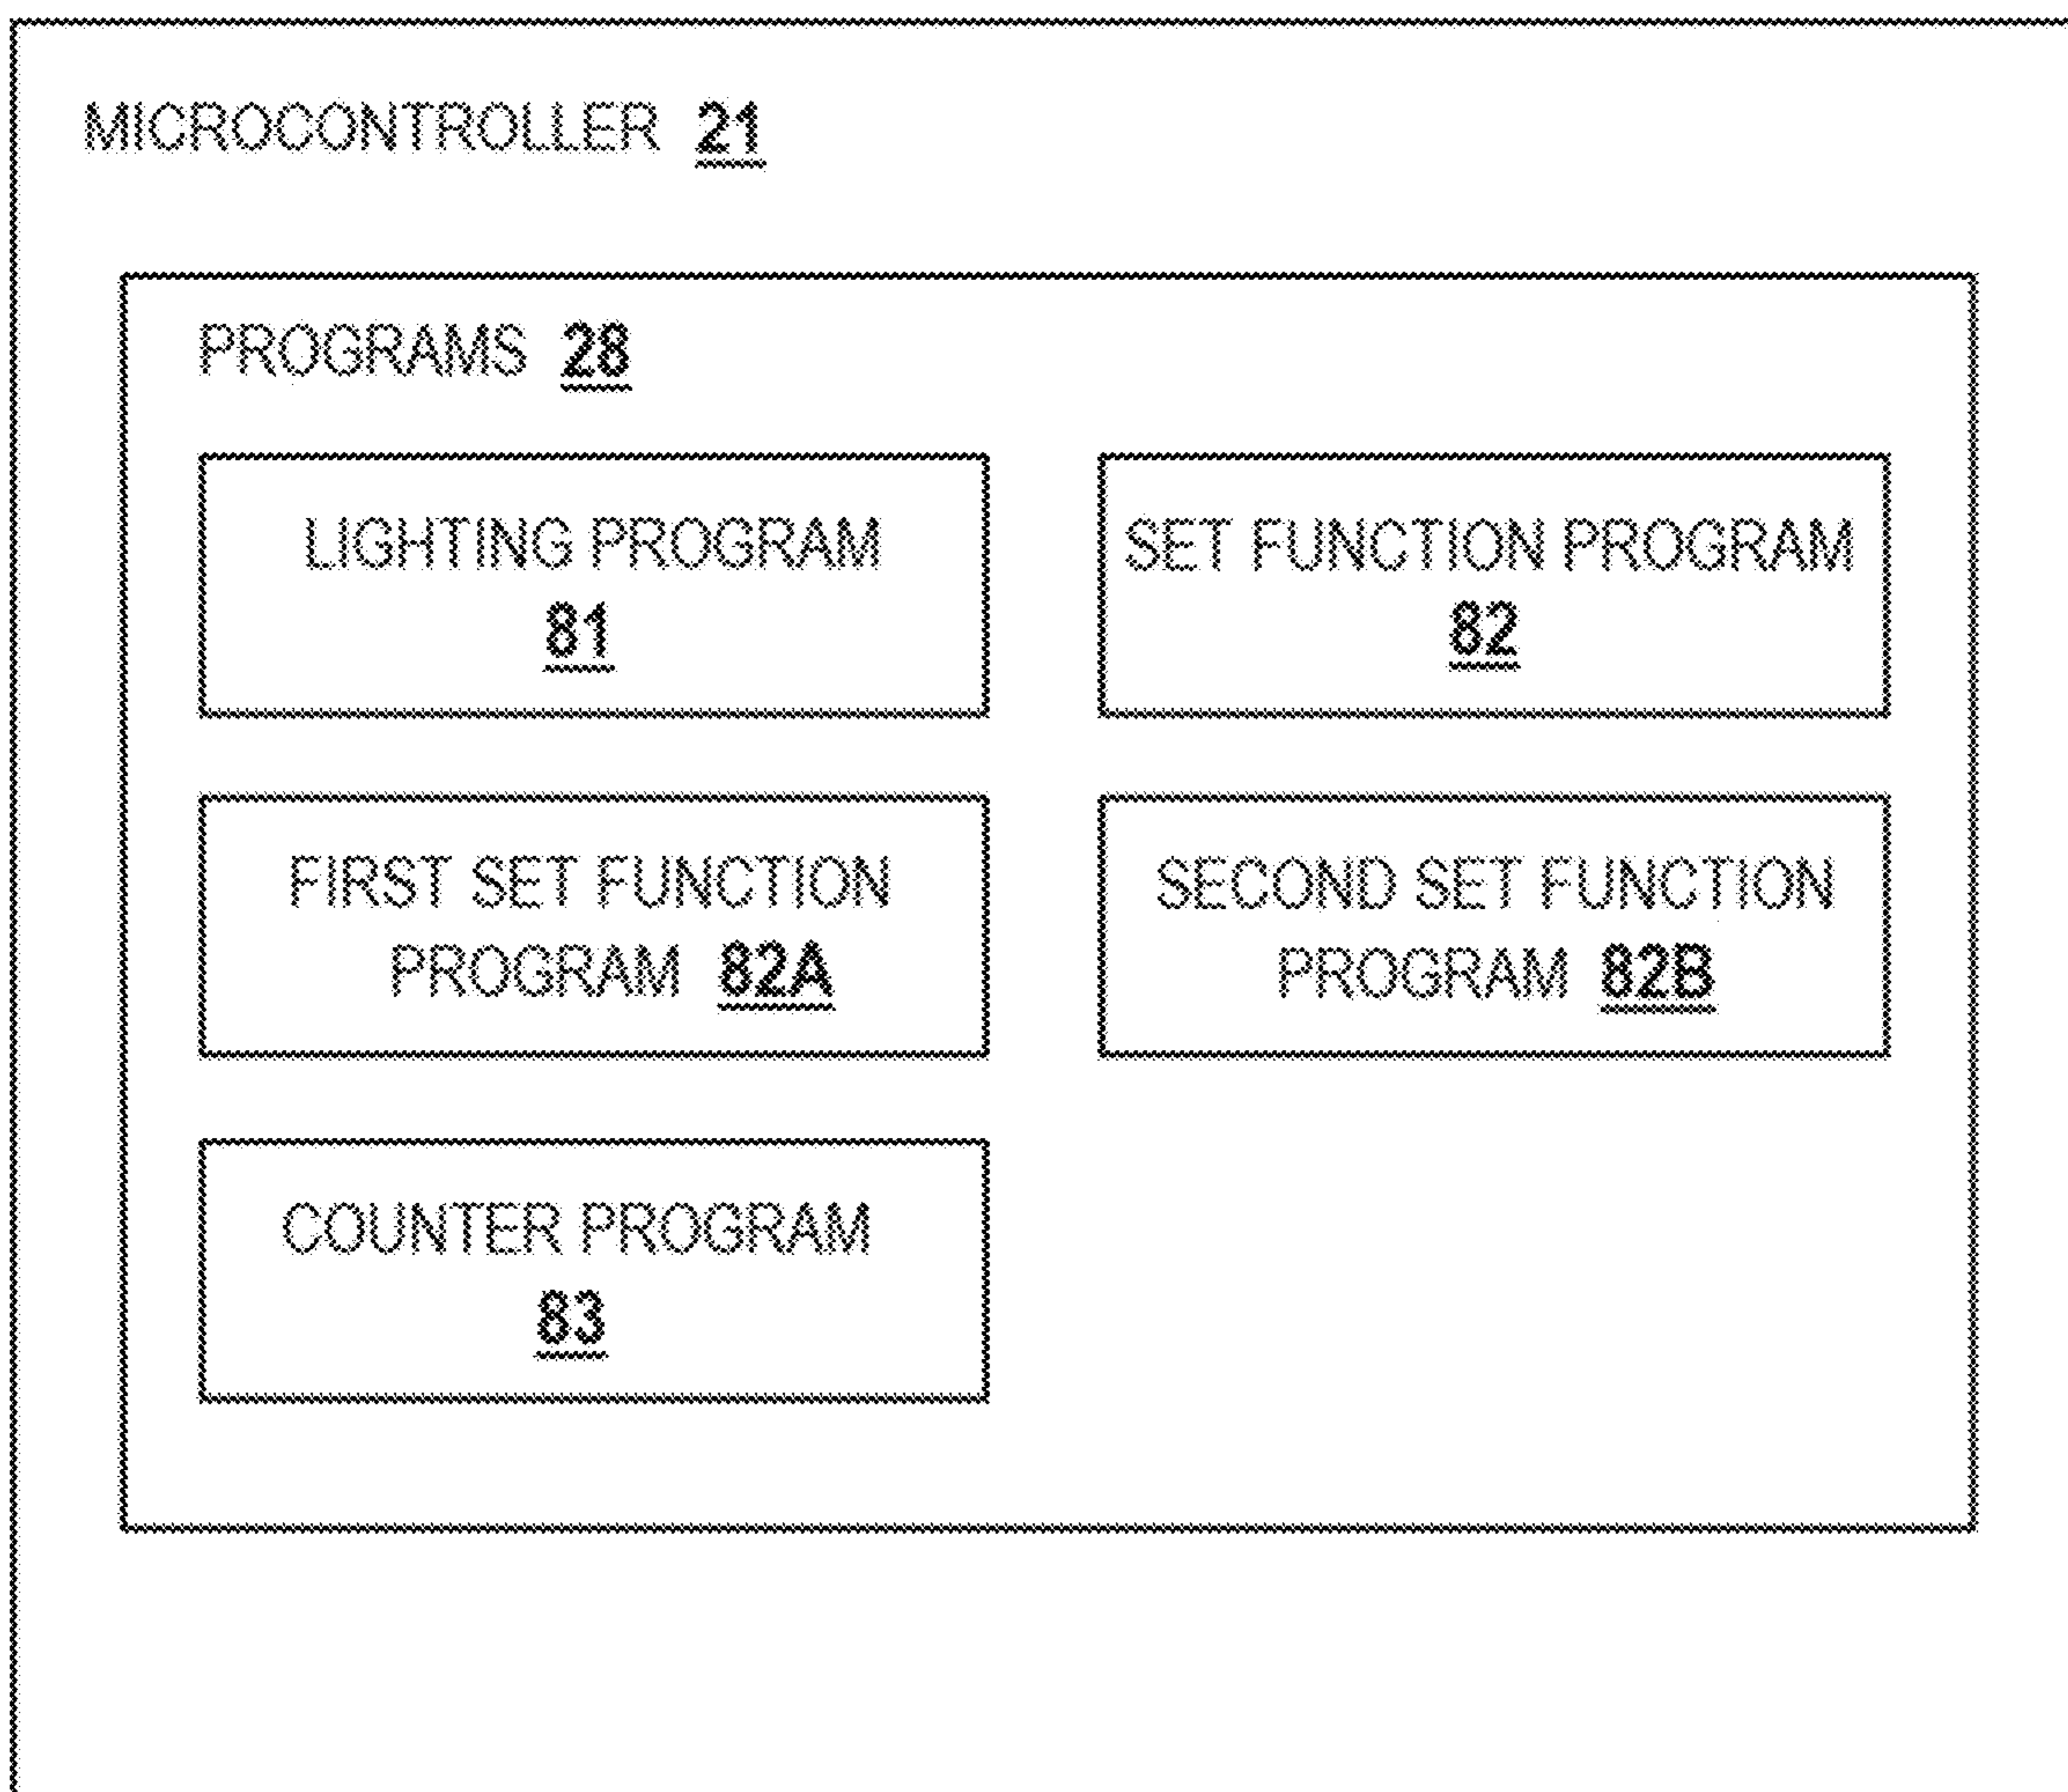 MICROCONTROLLER 21
PROGRAMS 28
LIGHTING PROGRAM
81
SET FUNCTION PROGRAM
82
FIRST SET FUNCTION
PROGRAM 82A
SECOND SET FUNCTION
PROGRAM 82B
COUNTER PROGRAM
83